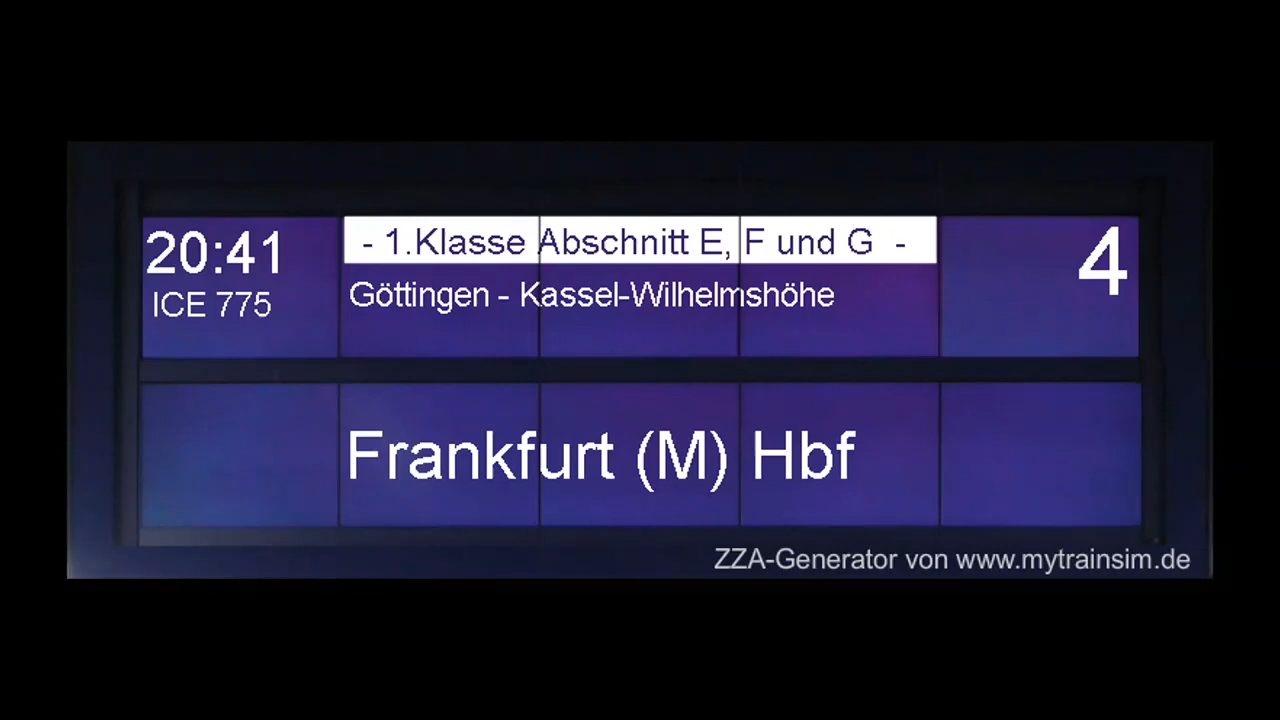 20:41
ICE 775
- 1.Klasse Abschnitt E, F und G -
Göttingen - Kassel-Wilhelmshöhe
4
Frankfurt (M) Hbf
ZZA-Generator von www.mytrainsim.de